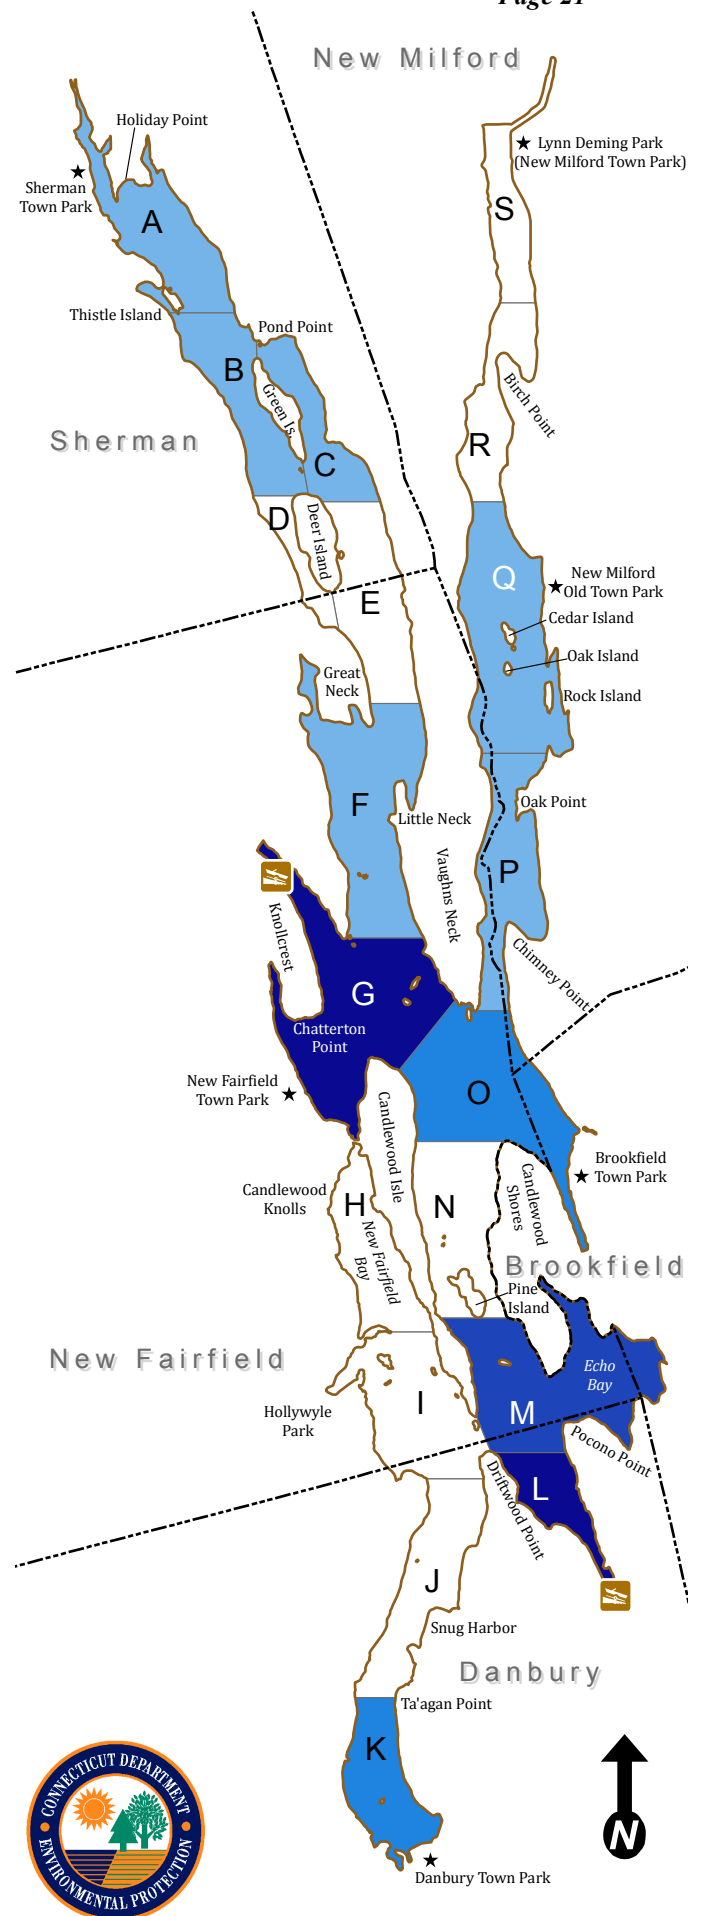 Page 21
New Milford
Holiday Point
Lynn Deming Park
(New Milford Town Park)
Sherman
Town Park
S
A
Thistle Island
Pond Point
B
Birch Point
Green Is.
Sherman
R
C
D
Deer Island
Q
New Milford
Old Town Park
E
Cedar Island
Oak Island
Great
Neck
Rock Island
F
Oak Point
Little Neck
Vaughns Neck
P
Knollcrest
Chimney Point
G
Chatterton
Point
New Fairfield
Town Park
O
Candlewood Isle
Brookfield
Town Park
Candlewood
Shores
Candlewood
Knolls
H
N
New Fairfield
Bay
Brookfield
Pine
Island
New Fairfield
Echo
Bay
I
M
Hollywyle
Park
Pocono Point
Driftwood Point
L
J
Snug Harbor
Danbury
Ta'agan Point
K
CONNECTICUT DEPARTMENT
ENVIRONMENTAL PROTECTION
N
Danbury Town Park